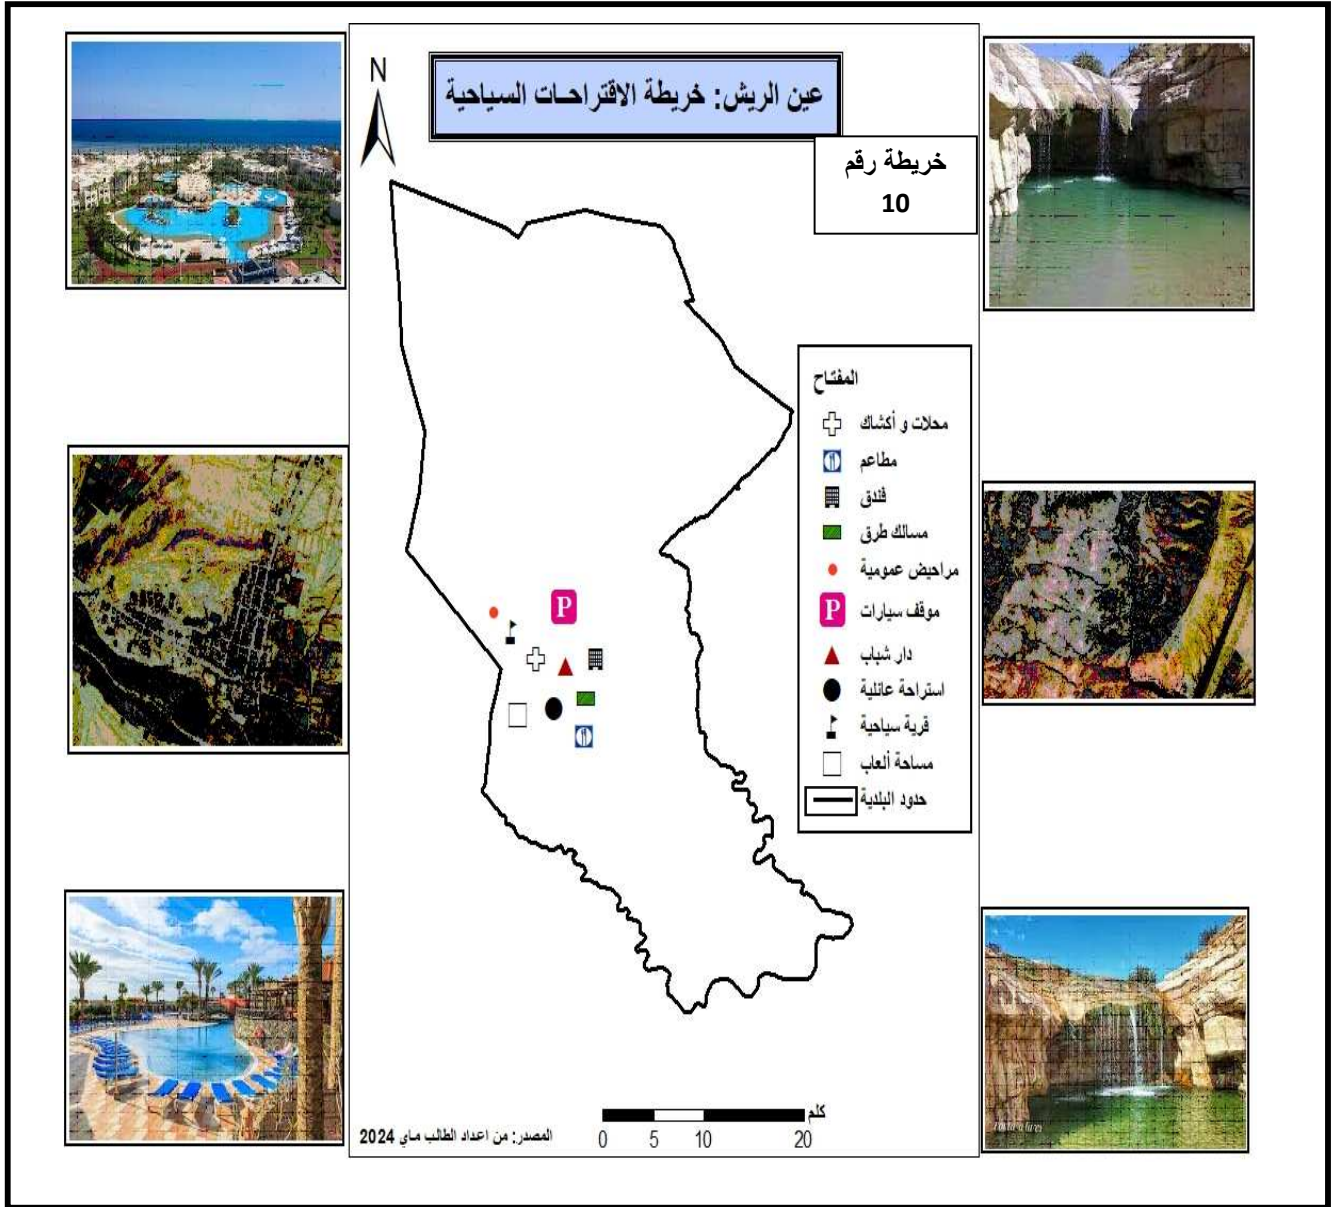 N
عين الريش: خريطة الاقتراحات السياحية
خريطة رقم
10
المفتاح
محلات و أكشاك
مطاعم
فندق
مسالك طرق
مراحيض عمومية
P موقف سيارات
دار شباب
استراحة عائلية
قرية سياحية
مساحة ألعاب
حدود البلدية
P
كلم
0 5 10 20
المصدر: من اعداد الطالب ماي 2024